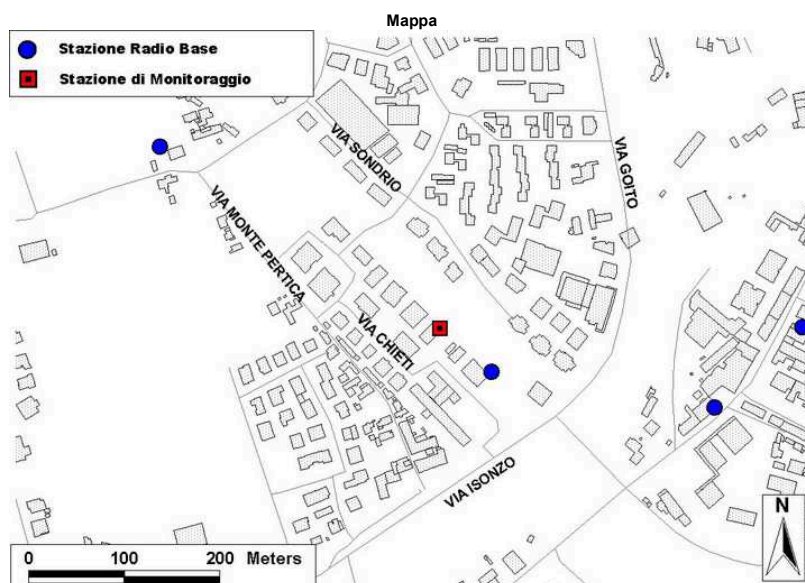 Mappa
Stazione Radio Base
Stazione di Monitoraggio
VIA SONDRIO
VIA GOITO
VIA MONTE PERTICA
VIA CHIETI
VIA ISONZO
N
0 100 200 Meters